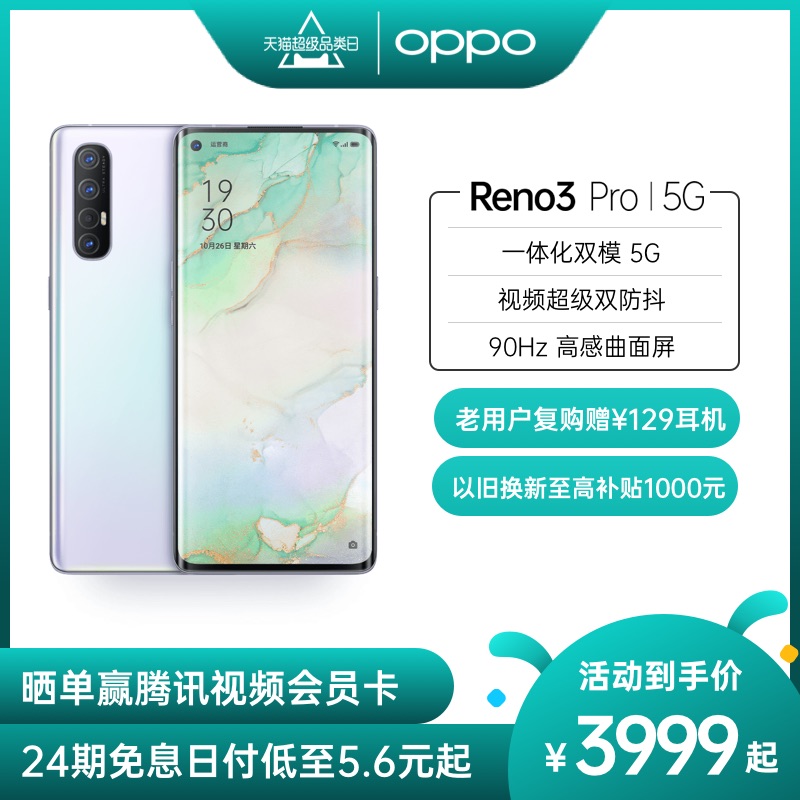 天猫超级品类日
oppo
运营商
19
30
10月26日 星期六
Reno3 Pro | 5G
一体化双模 5G
视频超级双防抖
90Hz 高感曲面屏
老用户复购赠¥129耳机
以旧换新至高补贴1000元
晒单赢腾讯视频会员卡
24期免息日付低至5.6元起
活动到手价
¥3999起